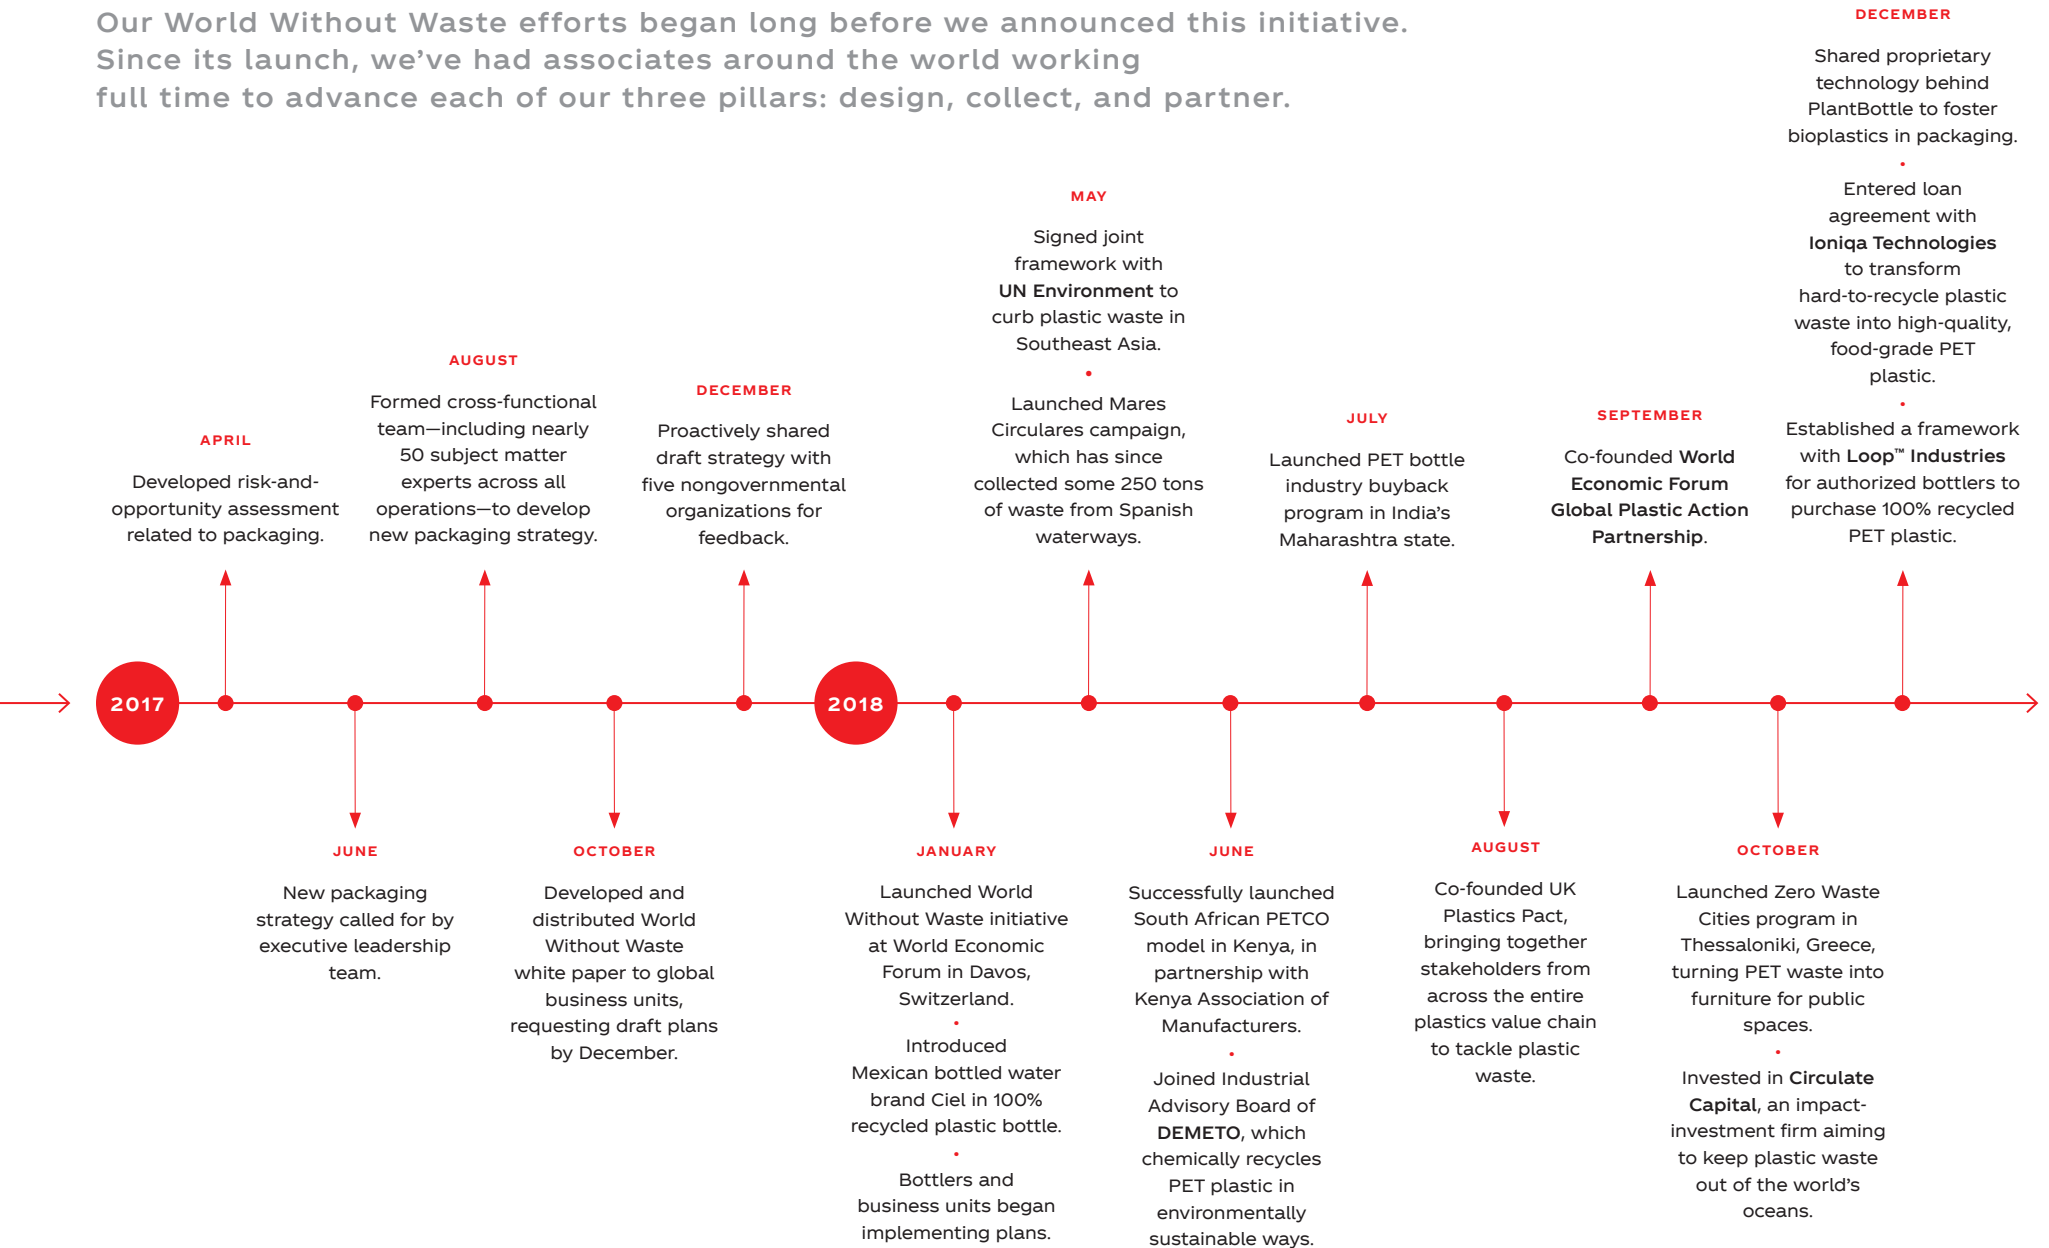 Our World Without Waste efforts began long before we announced this initiative.
Since its launch, we’ve had associates around the world working
full time to advance each of our three pillars: design, collect, and partner.
2017
APRIL
Developed risk-and-
opportunity assessment
related to packaging.
JUNE
New packaging
strategy called for by
executive leadership
team.
AUGUST
Formed cross-functional
team—including nearly
50 subject matter
experts across all
operations—to develop
new packaging strategy.
OCTOBER
Developed and
distributed World
Without Waste
white paper to global
business units,
requesting draft plans
by December.
DECEMBER
Proactively shared
draft strategy with
five nongovernmental
organizations for
feedback.
2018
JANUARY
Launched World
Without Waste initiative
at World Economic
Forum in Davos,
Switzerland.
•
Introduced
Mexican bottled water
brand Ciel in 100%
recycled plastic bottle.
•
Bottlers and
business units began
implementing plans.
MAY
Signed joint
framework with
UN Environment to
curb plastic waste in
Southeast Asia.
•
Launched Mares
Circulares campaign,
which has since
collected some 250 tons
of waste from Spanish
waterways.
JUNE
Successfully launched
South African PETCO
model in Kenya, in
partnership with
Kenya Association of
Manufacturers.
•
Joined Industrial
Advisory Board of
DEMETO, which
chemically recycles
PET plastic in
environmentally
sustainable ways.
JULY
Launched PET bottle
industry buyback
program in India’s
Maharashtra state.
AUGUST
Co-founded UK
Plastics Pact,
bringing together
stakeholders from
across the entire
plastics value chain
to tackle plastic
waste.
SEPTEMBER
Co-founded World
Economic Forum
Global Plastic Action
Partnership.
OCTOBER
Launched Zero Waste
Cities program in
Thessaloniki, Greece,
turning PET waste into
furniture for public
spaces.
•
Invested in Circulate
Capital, an impact-
investment firm aiming
to keep plastic waste
out of the world’s
oceans.
DECEMBER
Shared proprietary
technology behind
PlantBottle to foster
bioplastics in packaging.
•
Entered loan
agreement with
Ioniqa Technologies
to transform
hard-to-recycle plastic
waste into high-quality,
food-grade PET
plastic.
•
Established a framework
with Loop™ Industries
for authorized bottlers to
purchase 100% recycled
PET plastic.